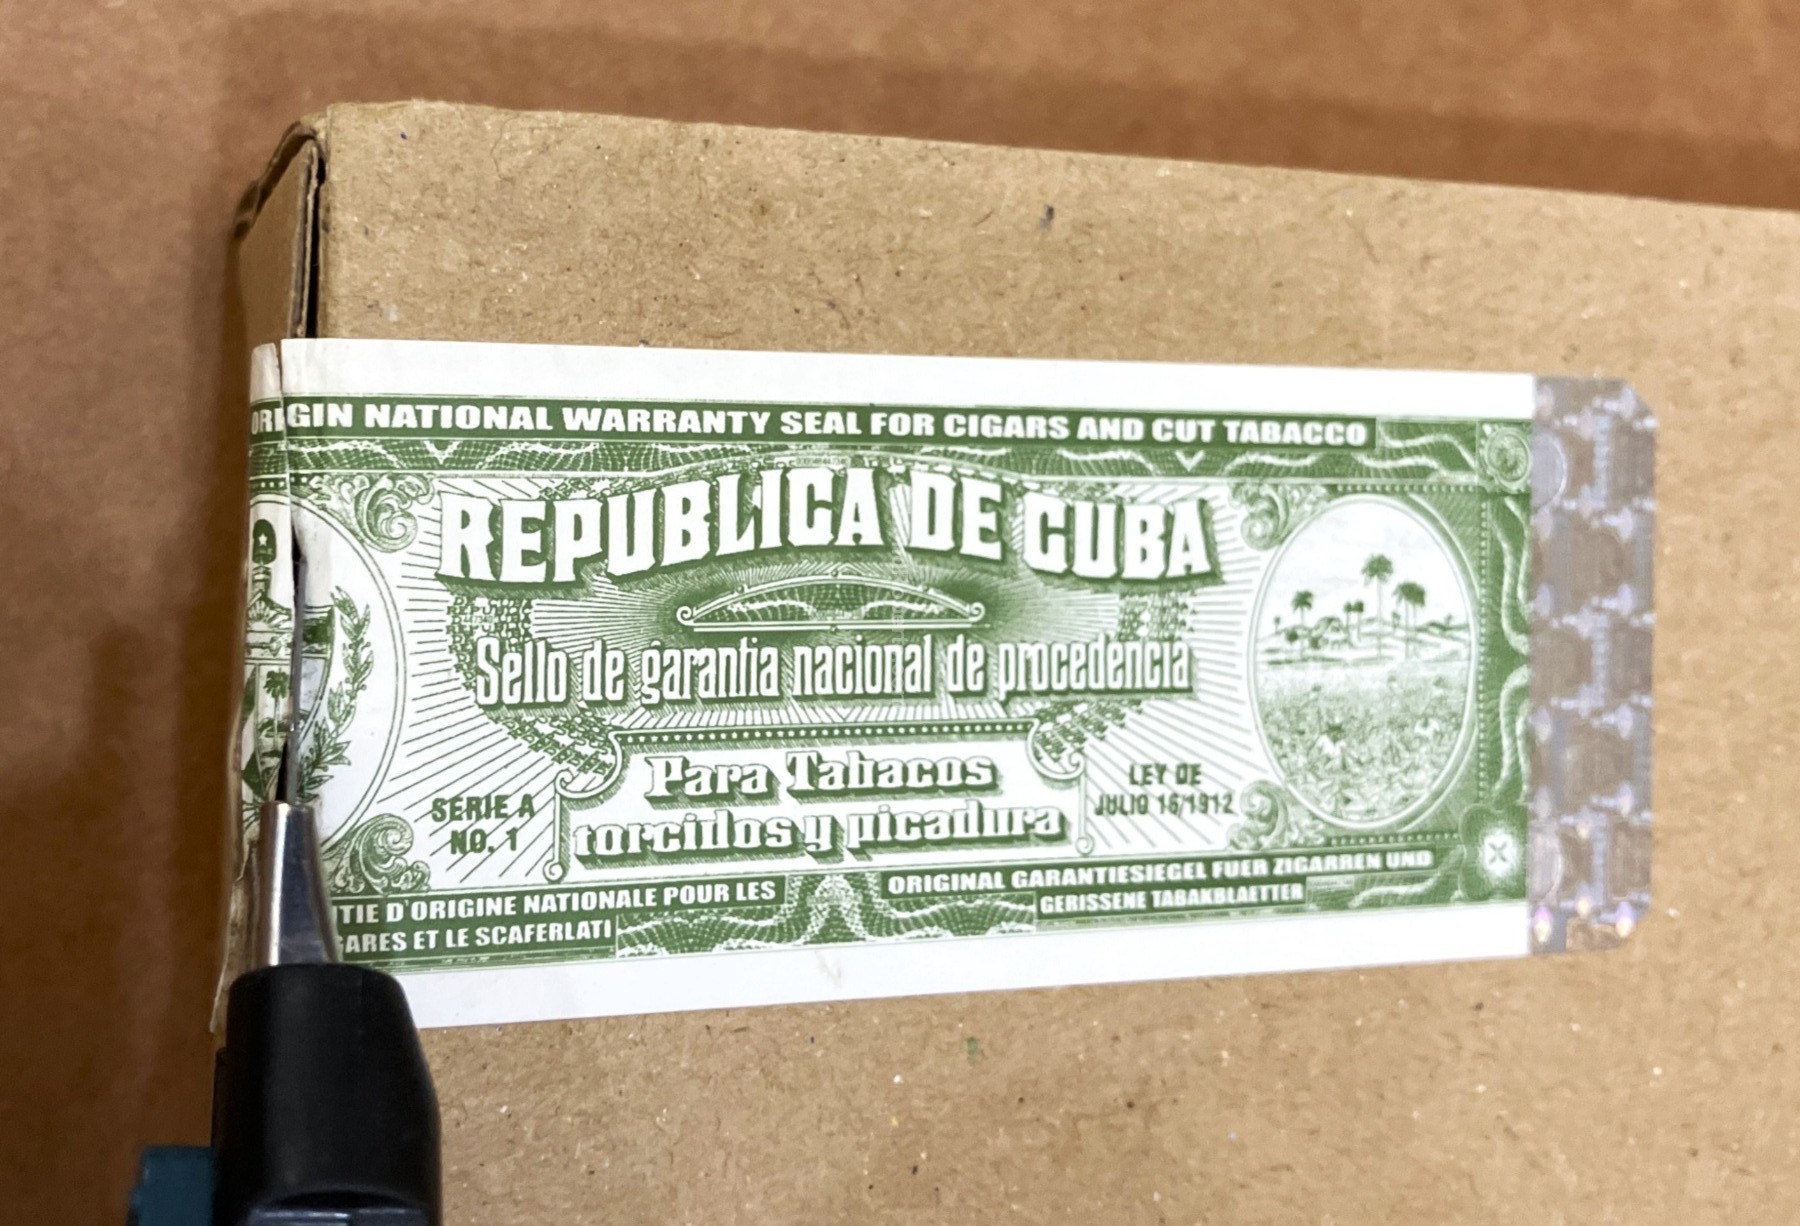 ORIGIN NATIONAL WARRANTY SEAL FOR CIGARS AND CUT TABACCO
REPUBLICA DE CUBA
Sello de garantia nacional de procedencia
Para Tabacos
torcidos y picadura
SERIE A
NO. 1
LEY DE
JULIO 16/1912
TIE D'ORIGINE NATIONALE POUR LES
GARES ET LE SCAFERLATI
ORIGINAL GARANTIESIEGEL FUER ZIGARREN UND
GERISSENE TABAKBLAETTER